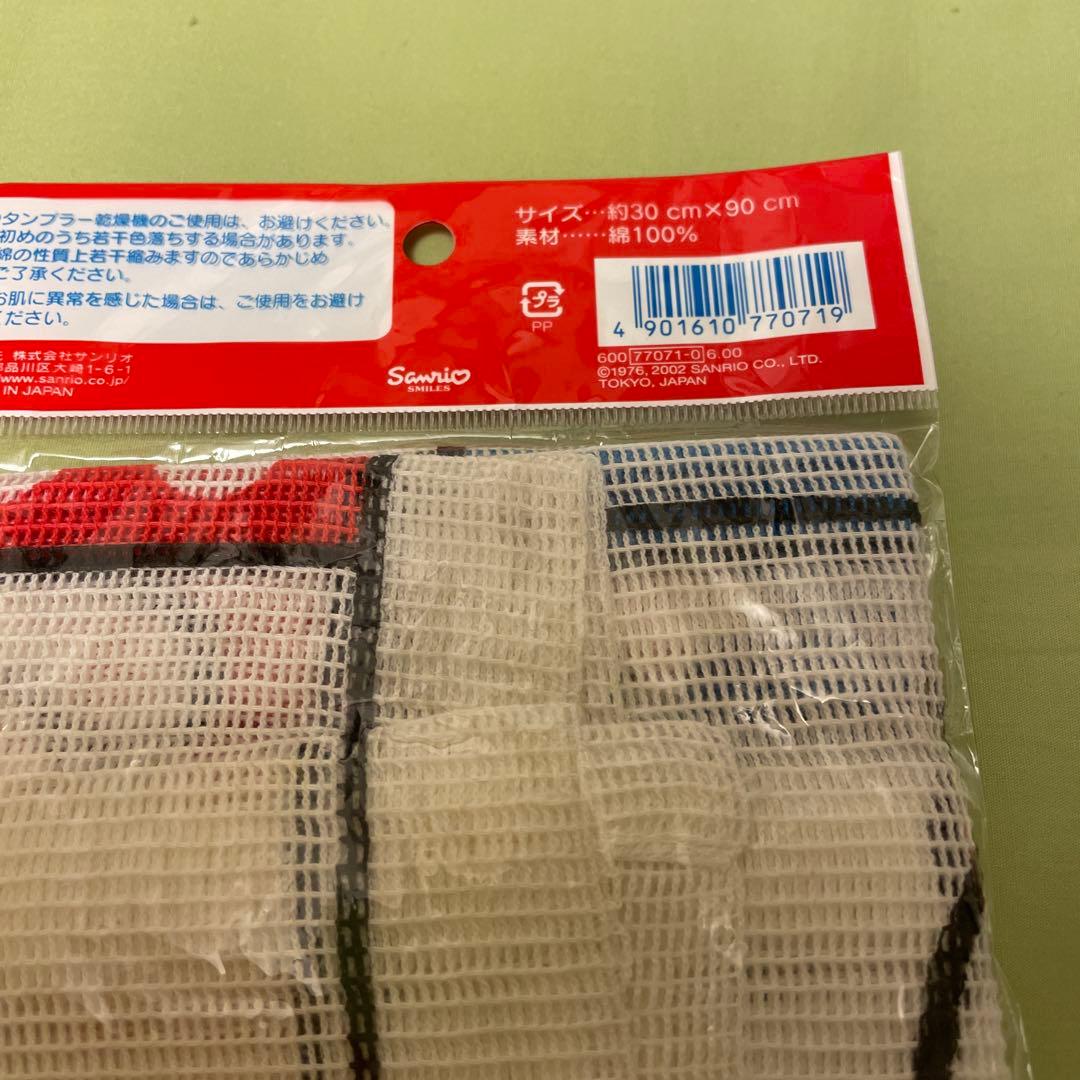 タンブラー乾燥機のご使用は、お避けください。
初めのうち若干色落ちする場合があります。
綿の性質上若干縮みますのであらかじめ
ご了承ください。
お肌に異常を感じた場合は、ご使用をお避け
ください。
株式会社サンリオ
品川区大崎1-6-1
www.sanrio.co.jp/
IN JAPAN
Sanrio
SMILES
サイズ…約30 cm×90 cm
素材……綿100%
プラ
PP
4 901610 770719
600 77071-0 6.00
©1976, 2002 SANRIO CO., LTD.
TOKYO, JAPAN